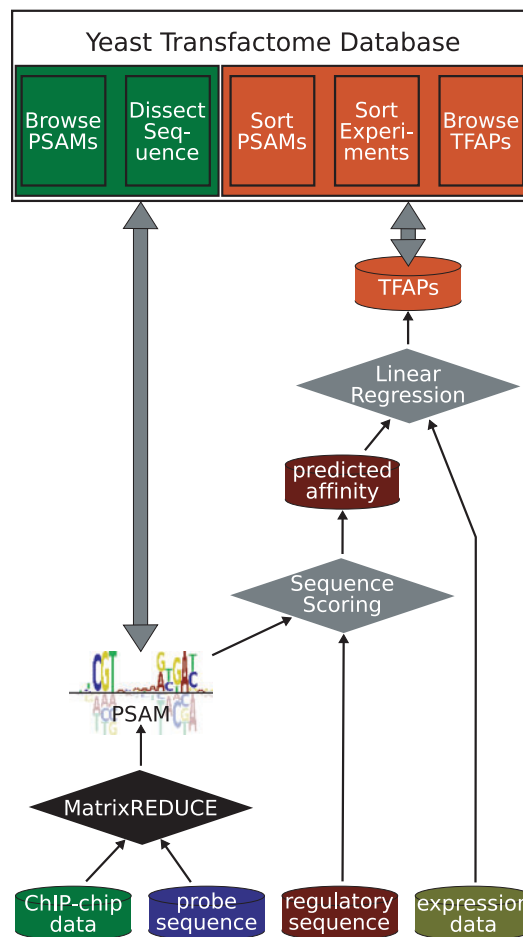 Yeast Transfactome Database
Browse
PSAMs
Dissect
Seq-
uence
Sort
PSAMs
Sort
Experi-
ments
Browse
TFAPs
TFAPs
Linear
Regression
predicted
affinity
Sequence
Scoring
CGT
PSAM
MatrixREDUCE
ChIP-chip
data
probe
sequence
regulatory
sequence
expression
data